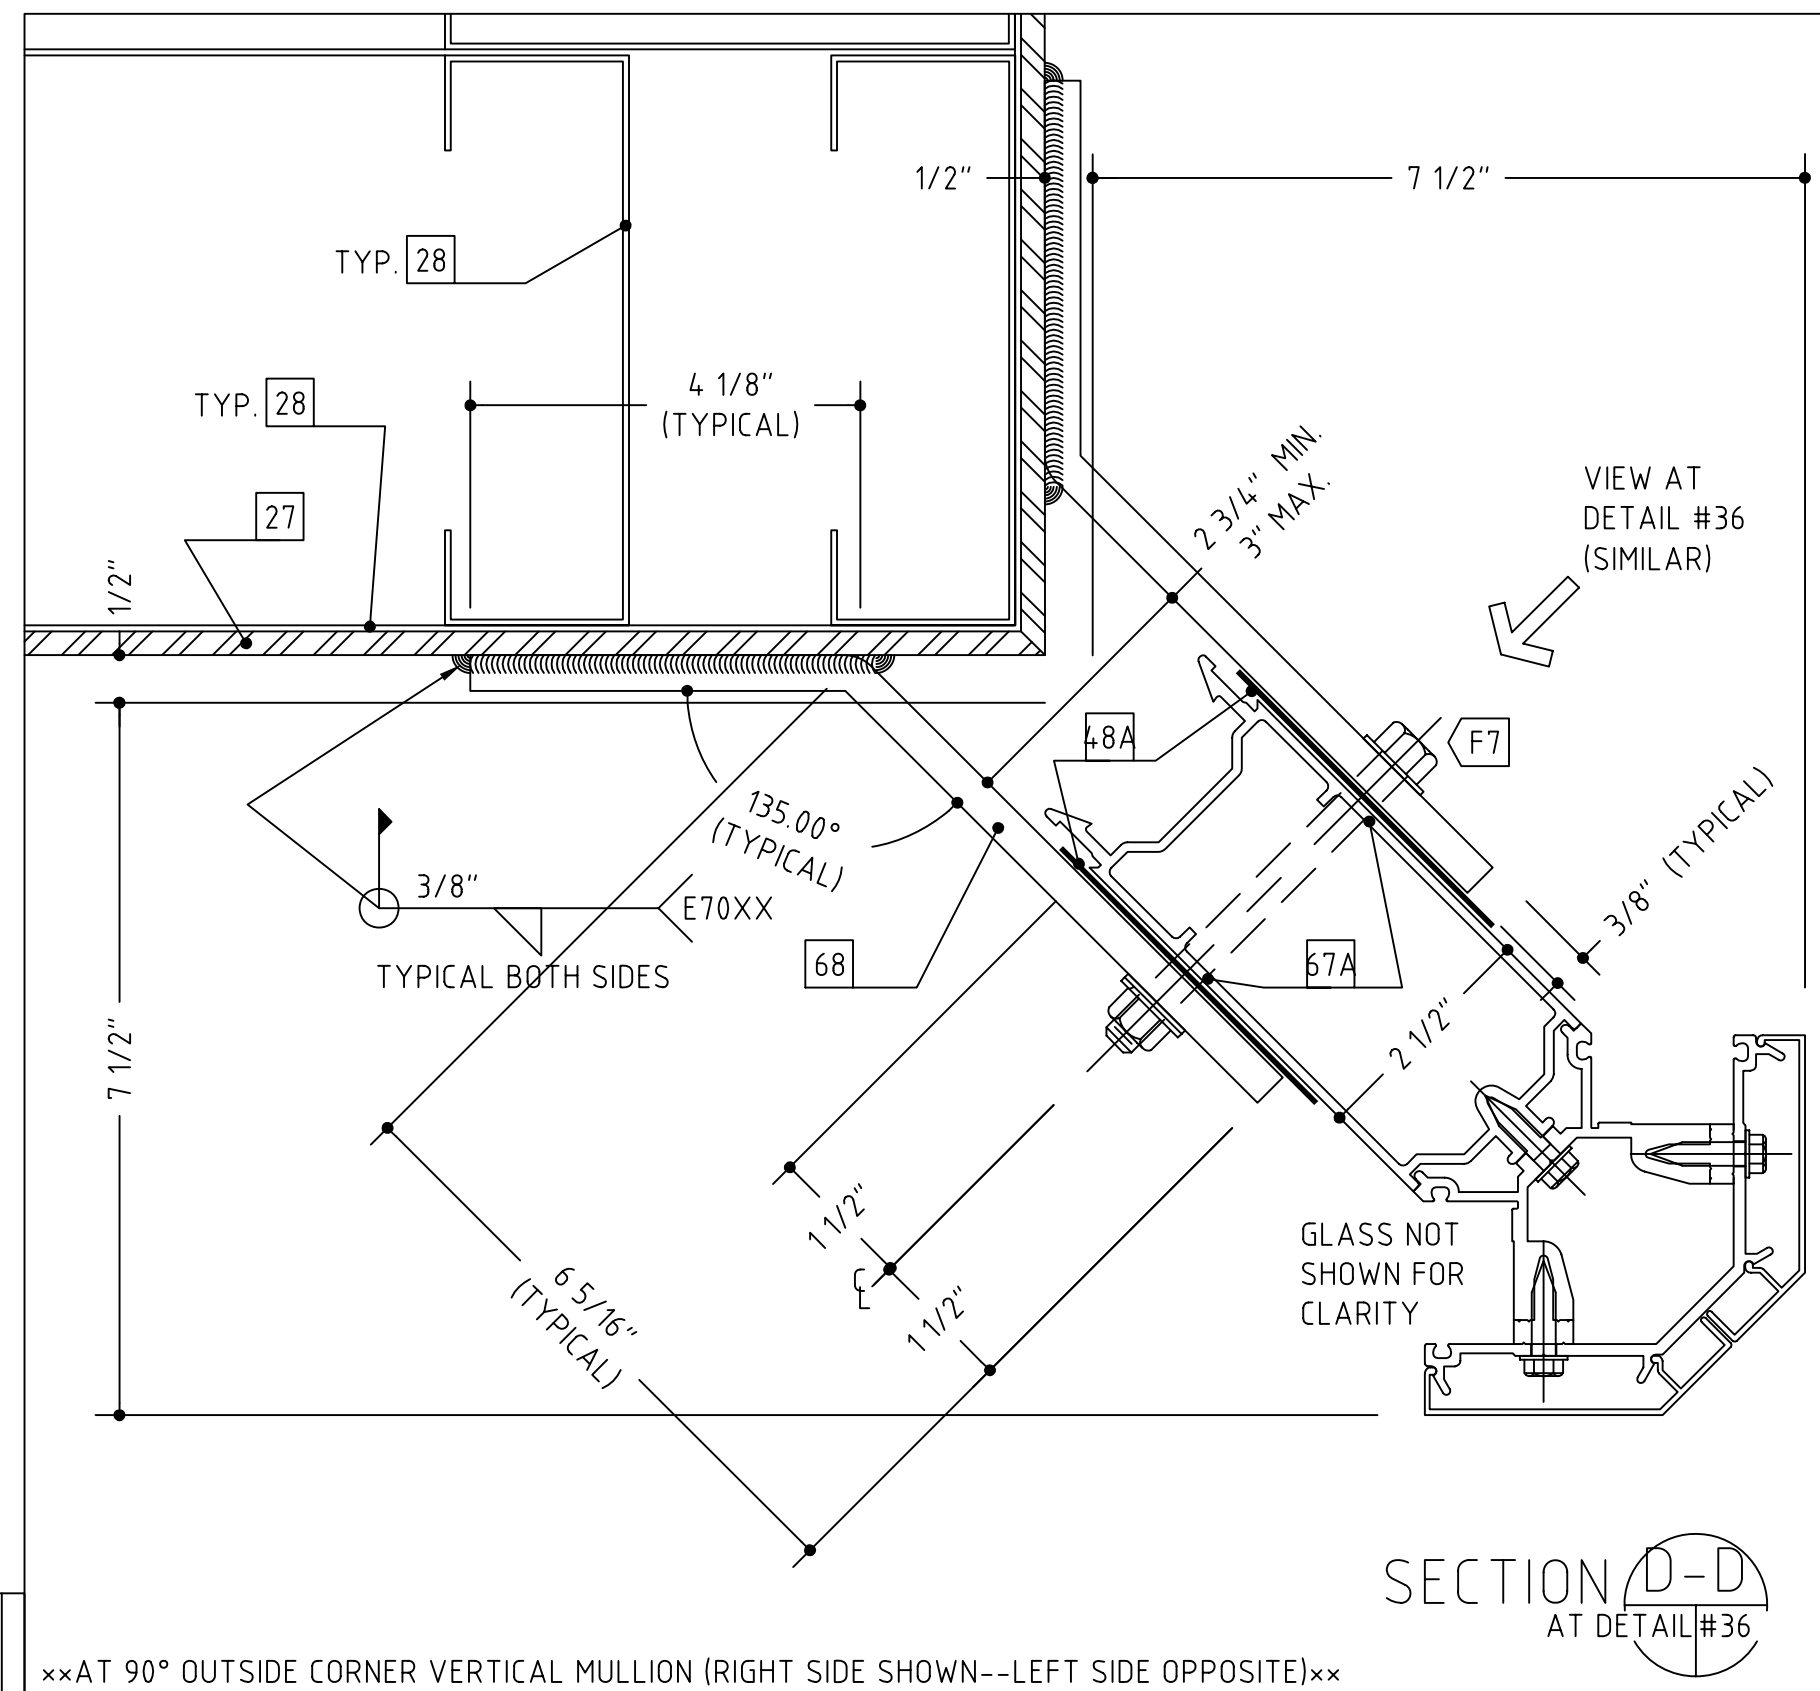 1/2"
7 1/2"
TYP. 28
4 1/8"
(TYPICAL)
TYP. 28
27
1/2"
2 3/4" MIN.
3" MAX.
VIEW AT
DETAIL #36
(SIMILAR)
48A
F7
135.00°
(TYPICAL)
3/8" (TYPICAL)
3/8"
E70XX
TYPICAL BOTH SIDES
68
67A
2 1/2"
7 1/2"
1 1/2"
℄
1 1/2"
6 5/16"
(TYPICAL)
GLASS NOT
SHOWN FOR
CLARITY
SECTION D-D
AT DETAIL #36
××AT 90° OUTSIDE CORNER VERTICAL MULLION (RIGHT SIDE SHOWN--LEFT SIDE OPPOSITE)××